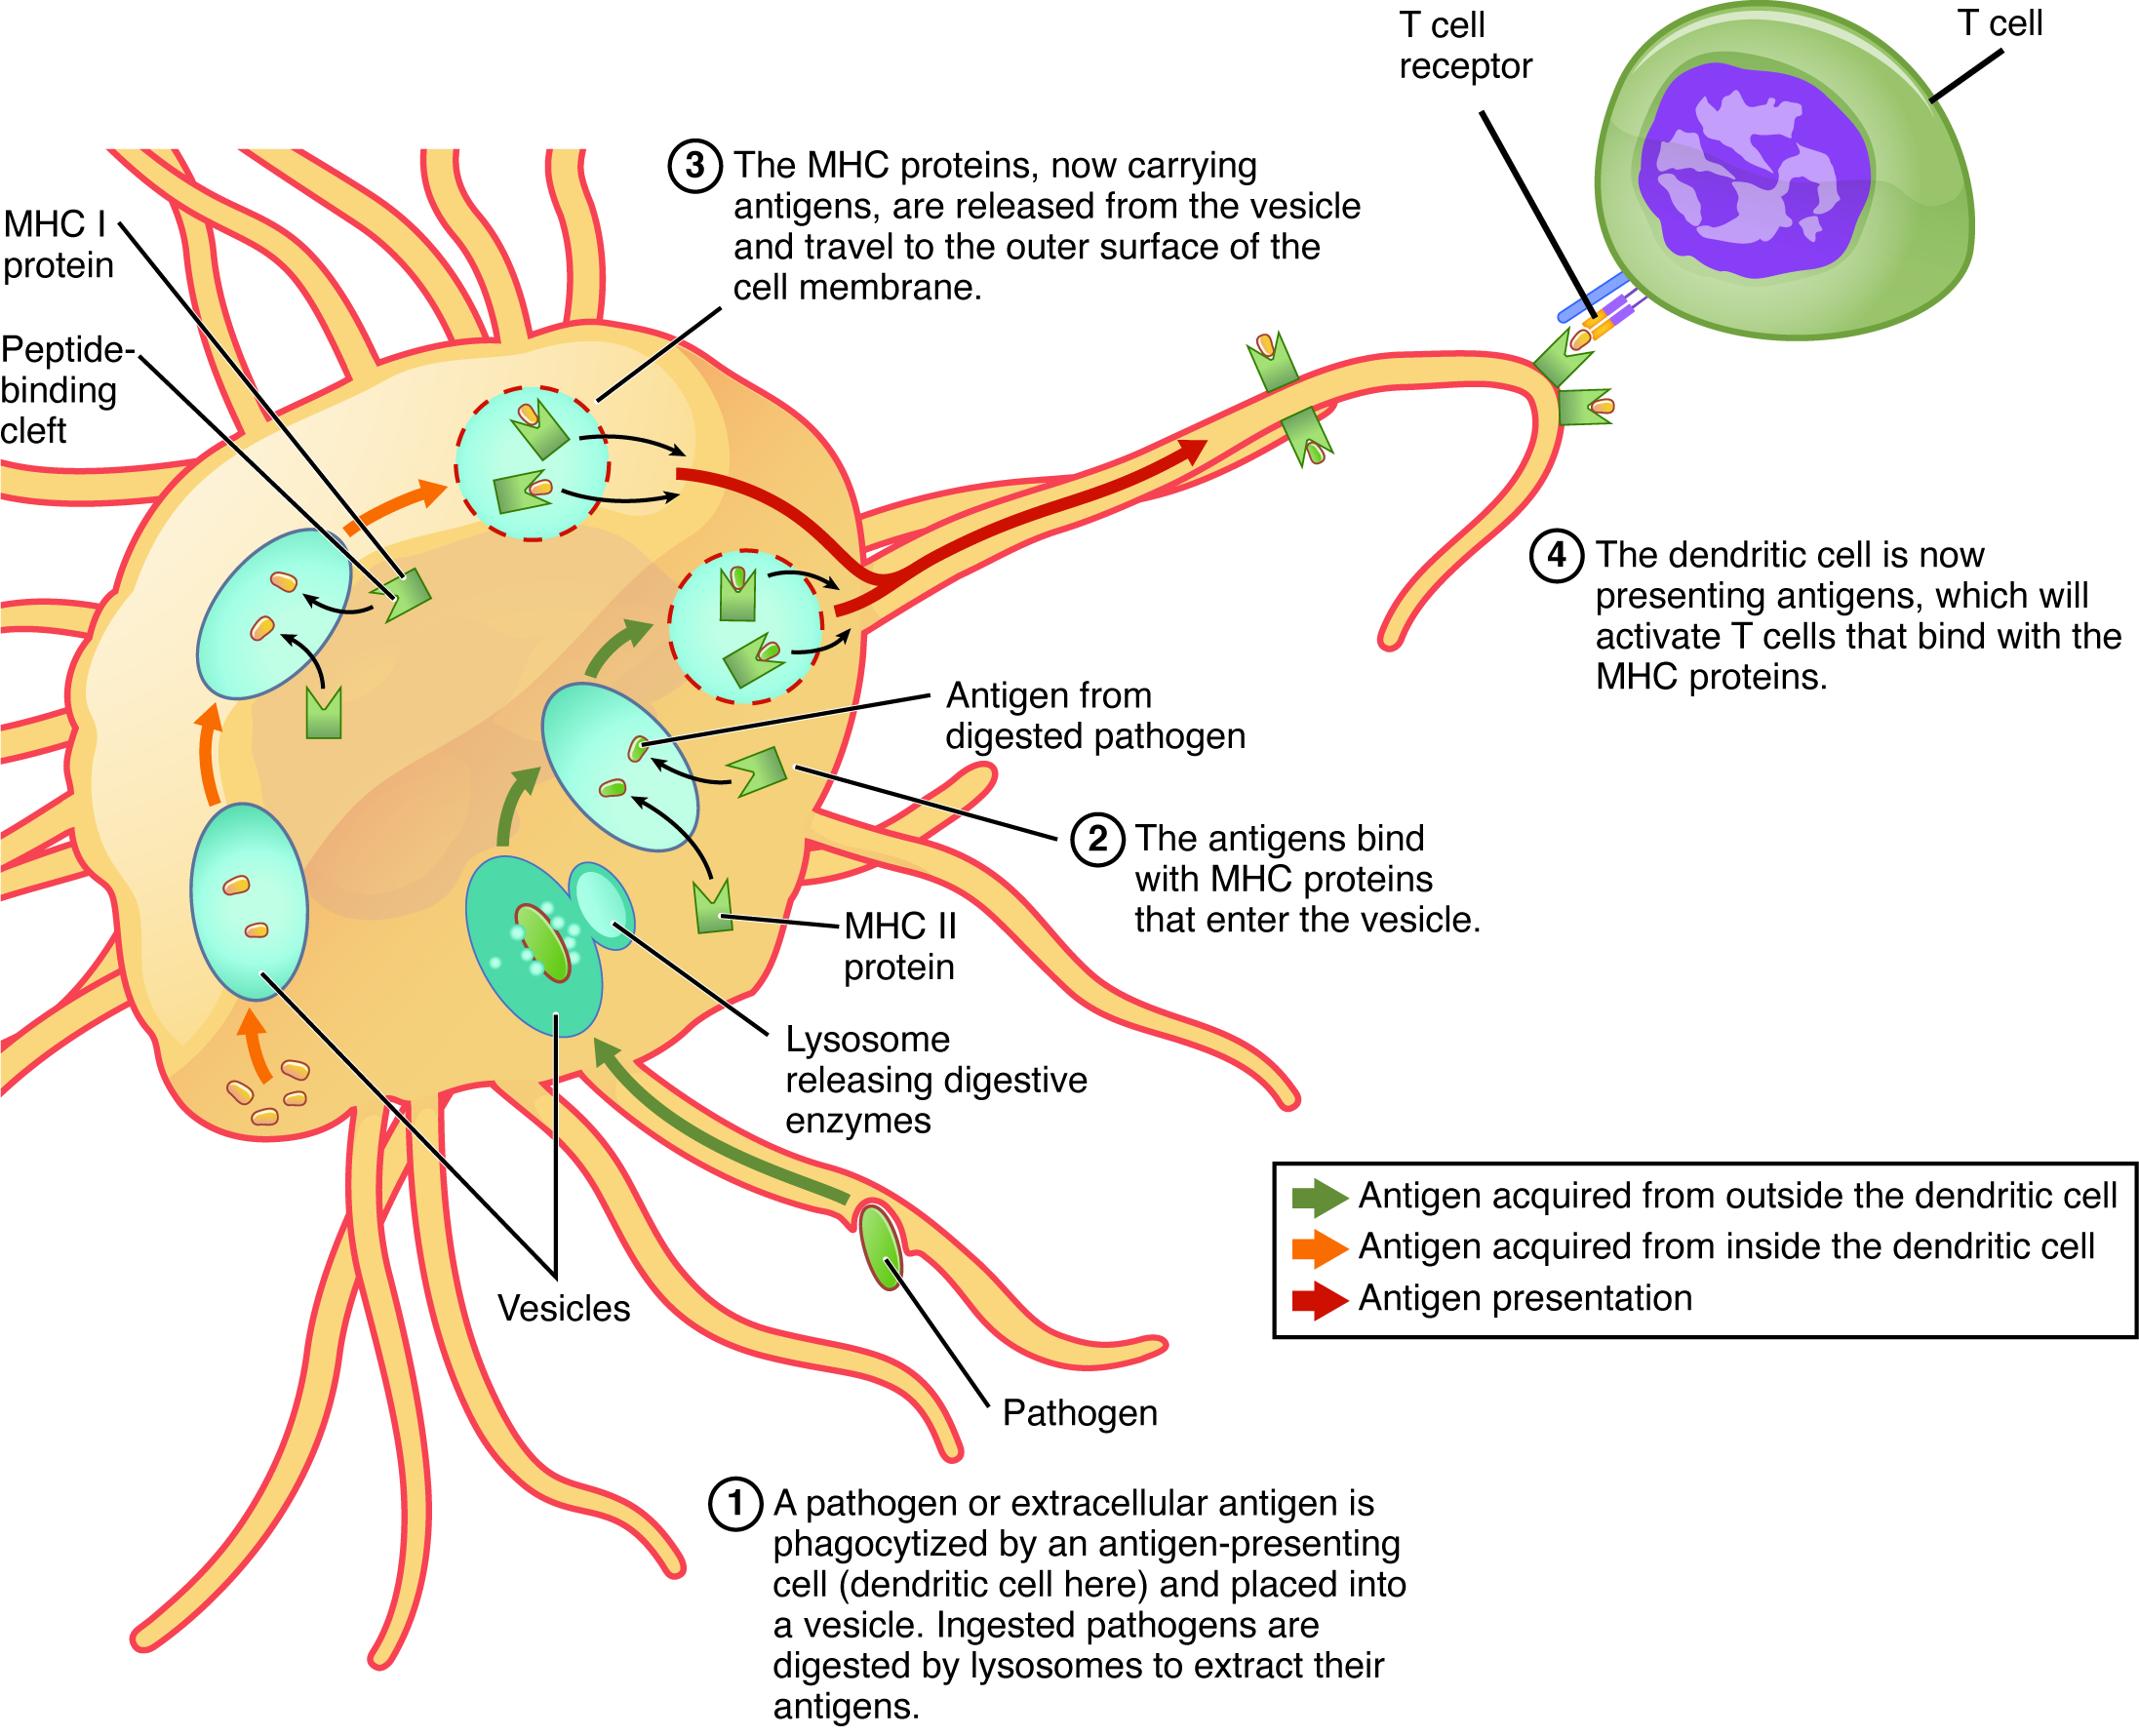 T cell
receptor
T cell
3 The MHC proteins, now carrying
antigens, are released from the vesicle
and travel to the outer surface of the
cell membrane.
MHC I
protein
Peptide-
binding
cleft
4 The dendritic cell is now
presenting antigens, which will
activate T cells that bind with the
MHC proteins.
Antigen from
digested pathogen
2 The antigens bind
with MHC proteins
that enter the vesicle.
MHC II
protein
Lysosome
releasing digestive
enzymes
Antigen acquired from outside the dendritic cell
Antigen acquired from inside the dendritic cell
Antigen presentation
Vesicles
Pathogen
1 A pathogen or extracellular antigen is
phagocytized by an antigen-presenting
cell (dendritic cell here) and placed into
a vesicle. Ingested pathogens are
digested by lysosomes to extract their
antigens.